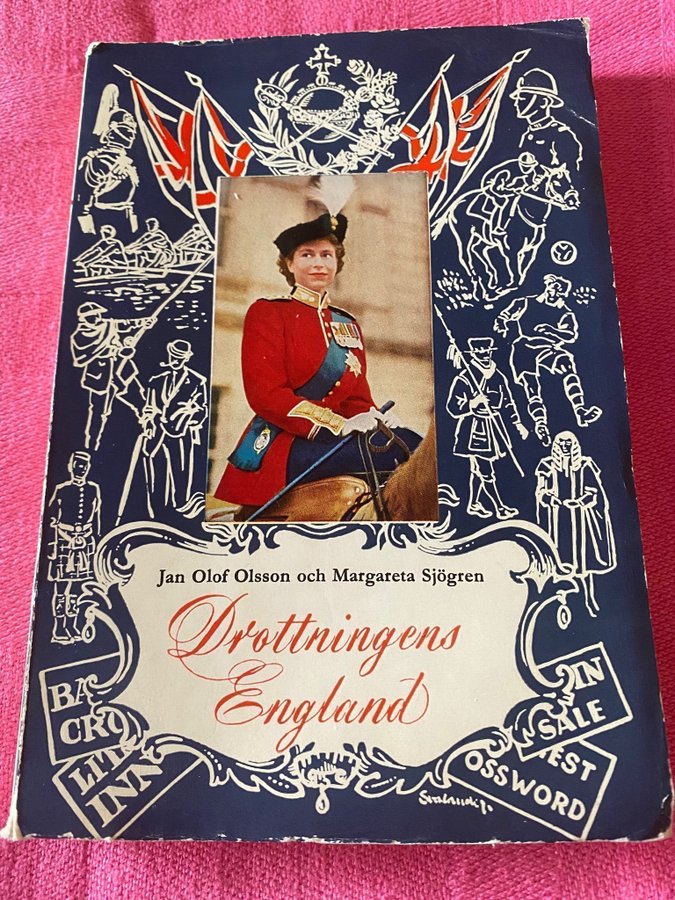 Jan Olof Olsson och Margareta Sjögren
Drottningens
England
BA
CRO
LIT
INN
IN
SALE
EST
OSSWORD